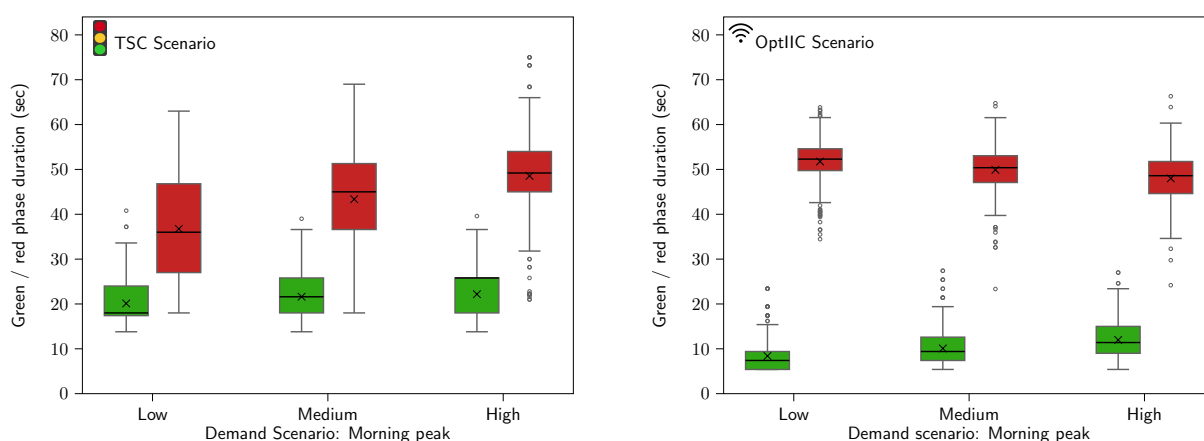 TSC Scenario
Green / red phase duration (sec)
80
70
60
50
40
30
20
10
0
Low Medium High
Demand Scenario: Morning peak
OptIIC Scenario
Green / red phase duration (sec)
80
70
60
50
40
30
20
10
0
Low Medium High
Demand scenario: Morning peak